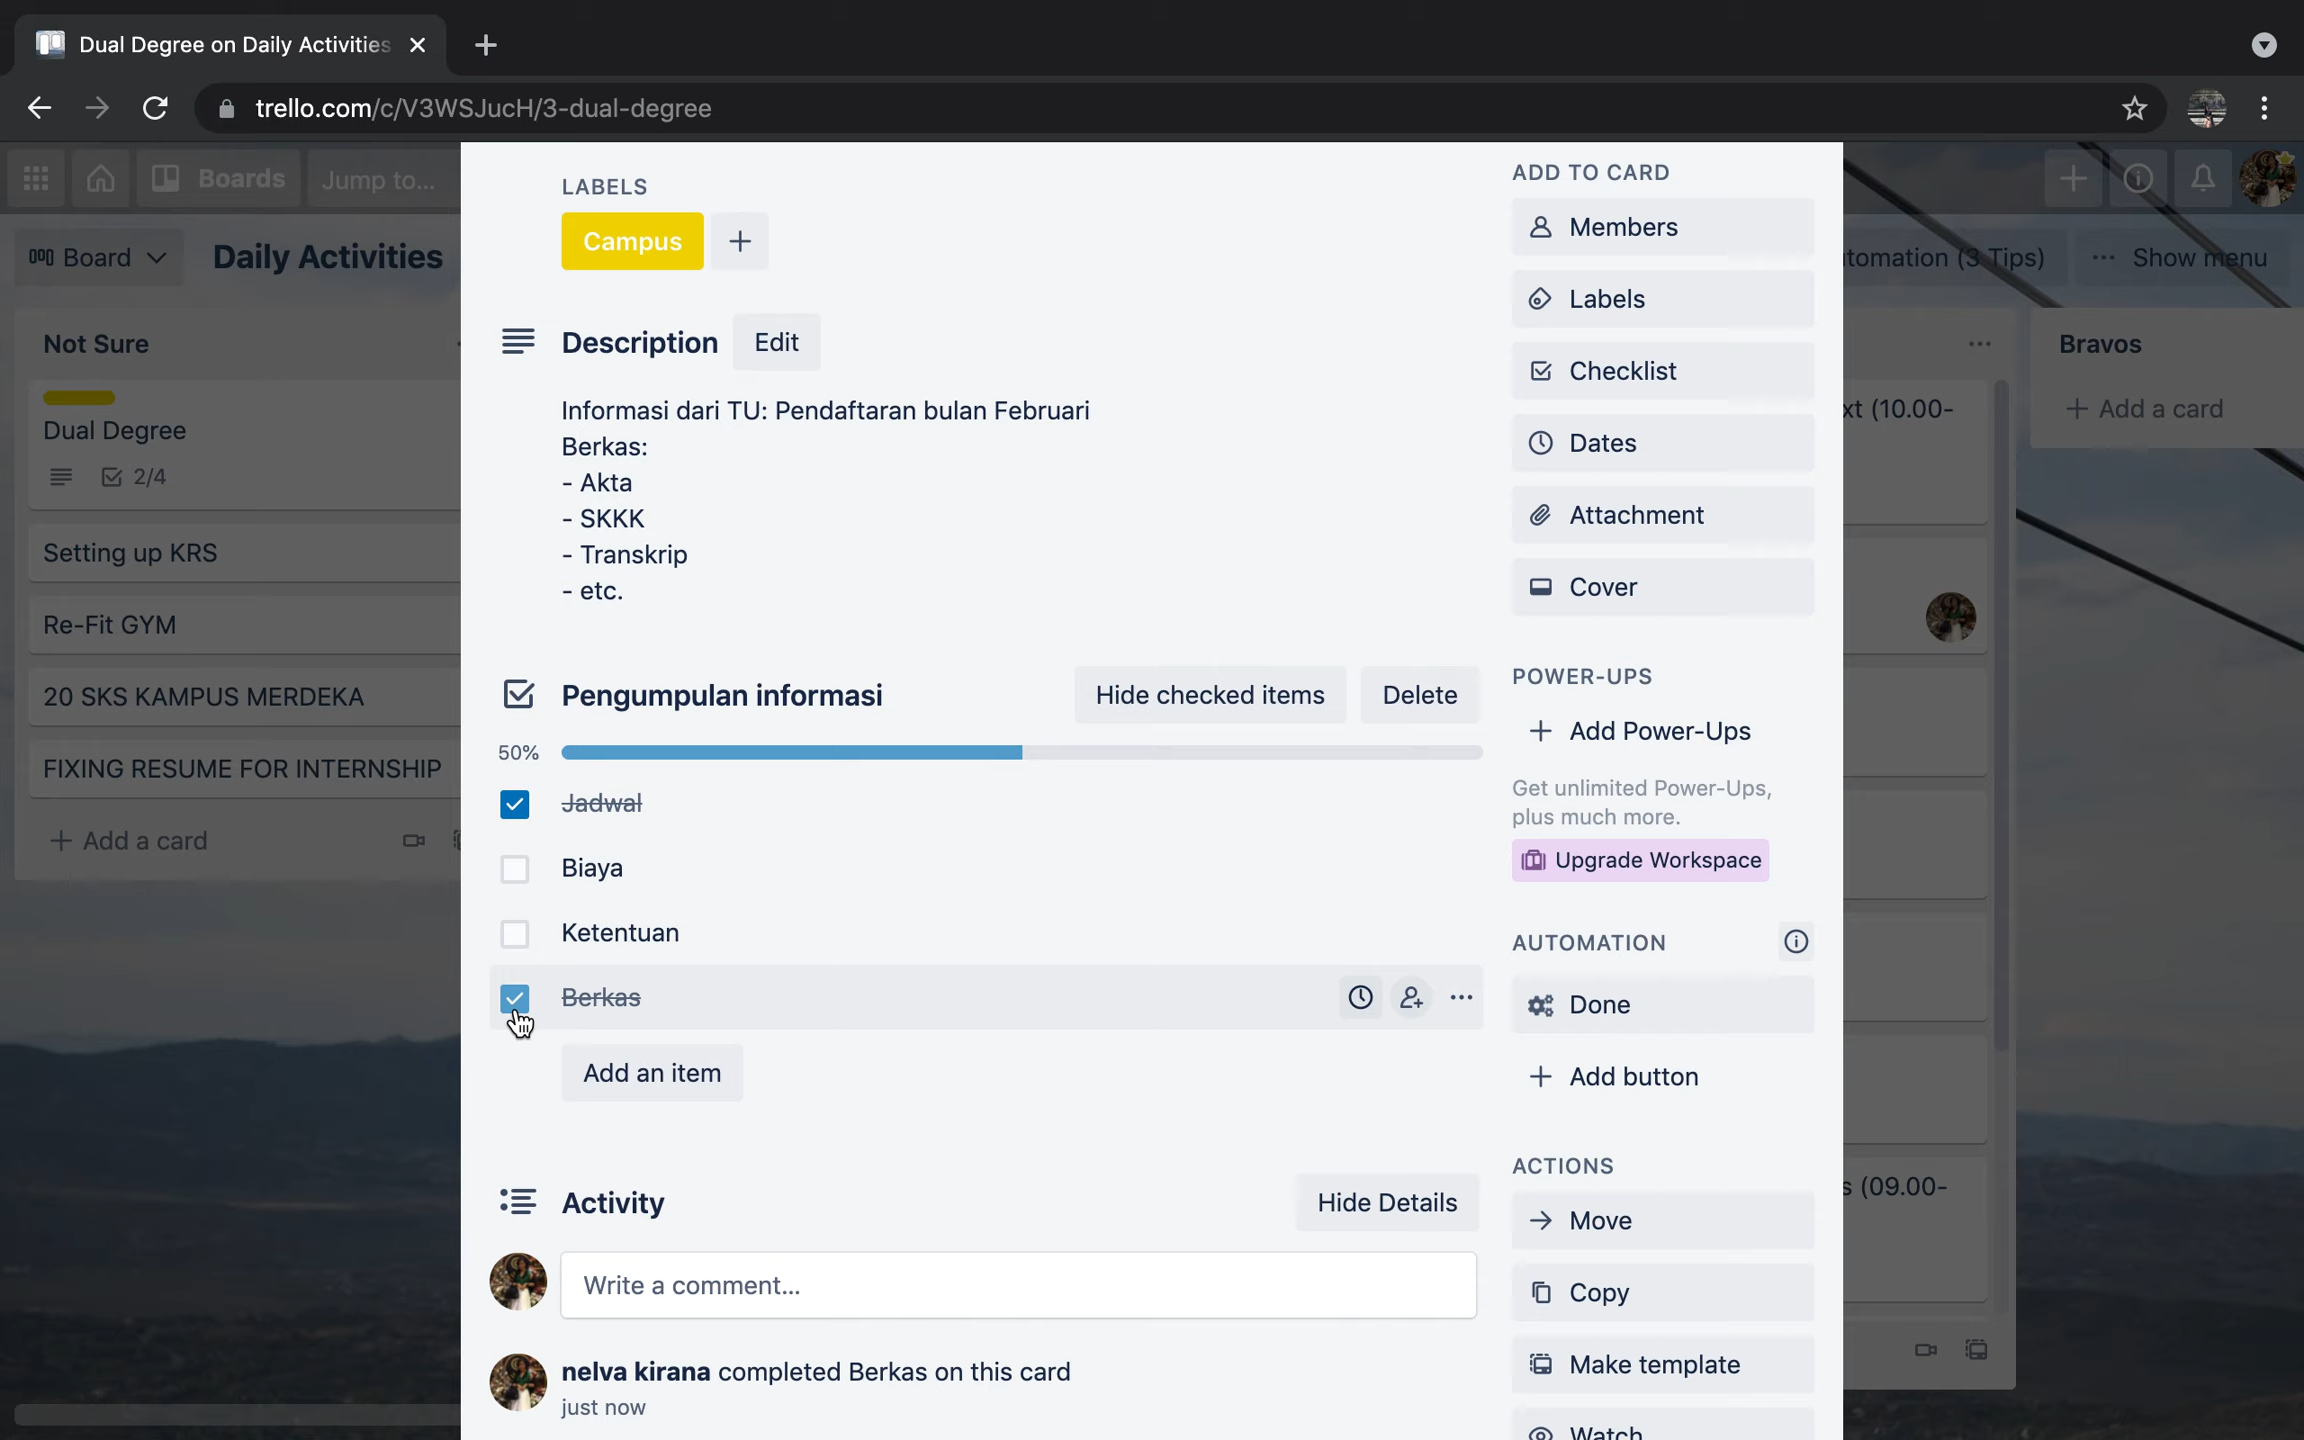 Dual Degree on Daily Activities
trello.com/c/V3WSJucH/3-dual-degree
Boards
Jump to...
Board
Daily Activities
tomation (3 Tips)
Show menu
Not Sure
Dual Degree
2/4
Setting up KRS
Re-Fit GYM
20 SKS KAMPUS MERDEKA
FIXING RESUME FOR INTERNSHIP
+ Add a card
LABELS
Campus
+
Description
Edit
Informasi dari TU: Pendaftaran bulan Februari
Berkas:
- Akta
- SKKK
- Transkrip
- etc.
Pengumpulan informasi
Hide checked items
Delete
50%
Jadwal
Biaya
Ketentuan
Berkas
Add an item
Activity
Hide Details
Write a comment...
nelva kirana completed Berkas on this card
just now
ADD TO CARD
Members
Labels
Checklist
Dates
Attachment
Cover
POWER-UPS
+ Add Power-Ups
Get unlimited Power-Ups,
plus much more.
Upgrade Workspace
AUTOMATION
Done
+ Add button
ACTIONS
Move
Copy
Make template
Watch
xt (10.00-
s (09.00-
Bravos
+ Add a card